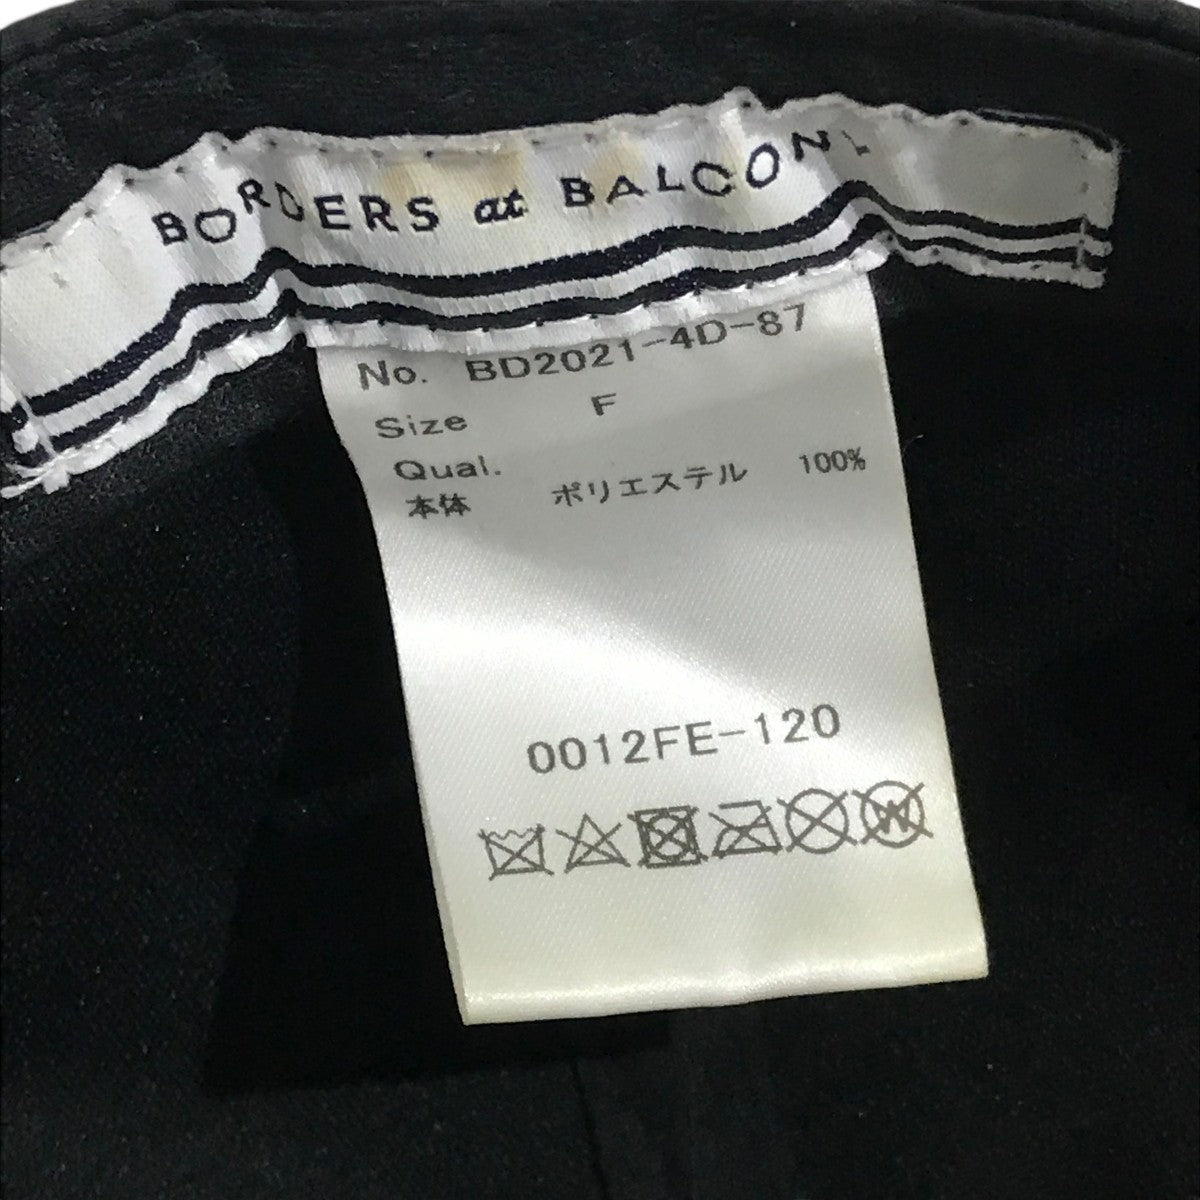 BORDERS at BALCONY
No. BD2021-4D-87
Size F
Qual.
本体 ポリエステル 100%
0012FE-120
W